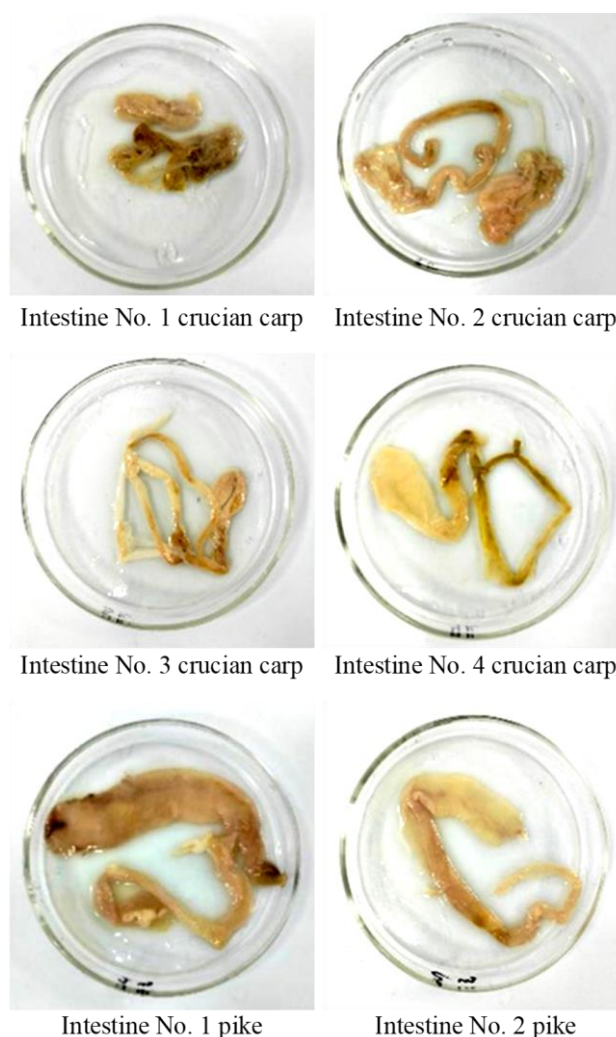 Intestine No. 1 crucian carp
Intestine No. 2 crucian carp
Intestine No. 3 crucian carp
Intestine No. 4 crucian carp
Intestine No. 1 pike
Intestine No. 2 pike